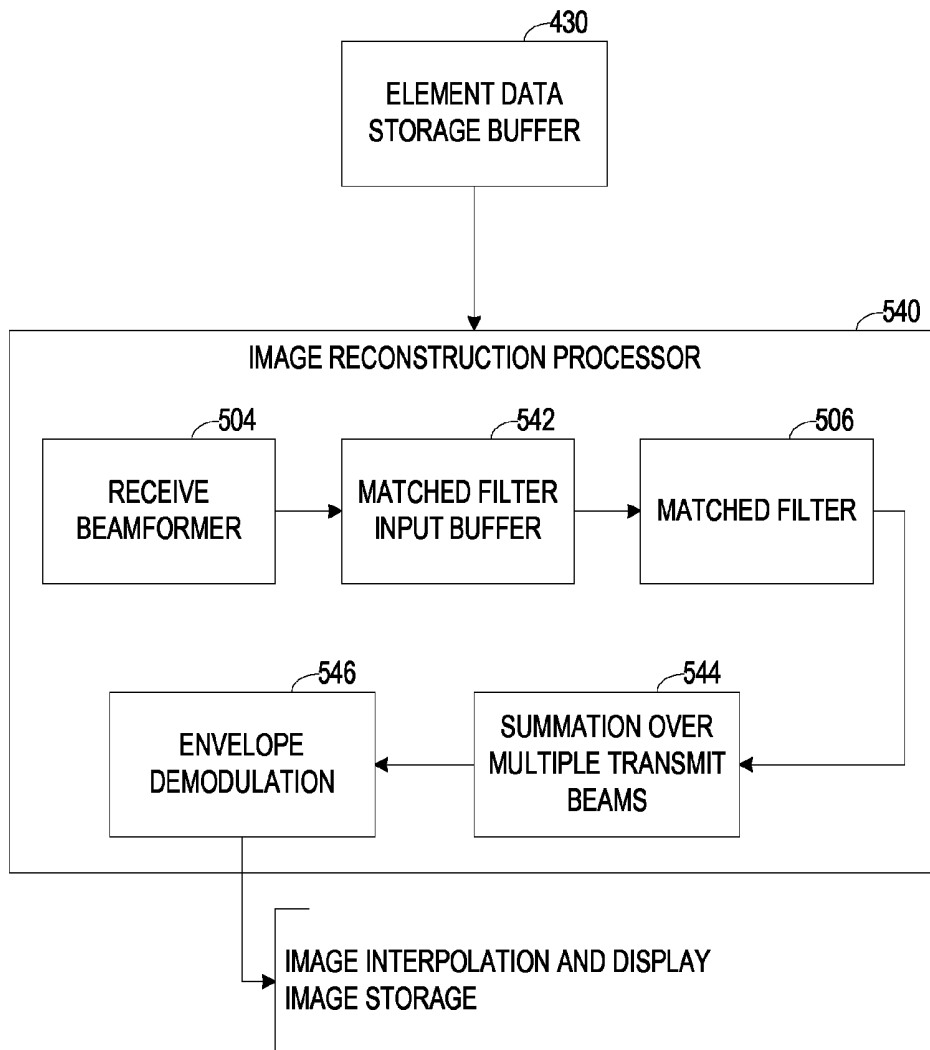 430
ELEMENT DATA
STORAGE BUFFER
540
IMAGE RECONSTRUCTION PROCESSOR
504
RECEIVE
BEAMFORMER
542
MATCHED FILTER
INPUT BUFFER
506
MATCHED FILTER
546
ENVELOPE
DEMODULATION
544
SUMMATION OVER
MULTIPLE TRANSMIT
BEAMS
IMAGE INTERPOLATION AND DISPLAY
IMAGE STORAGE